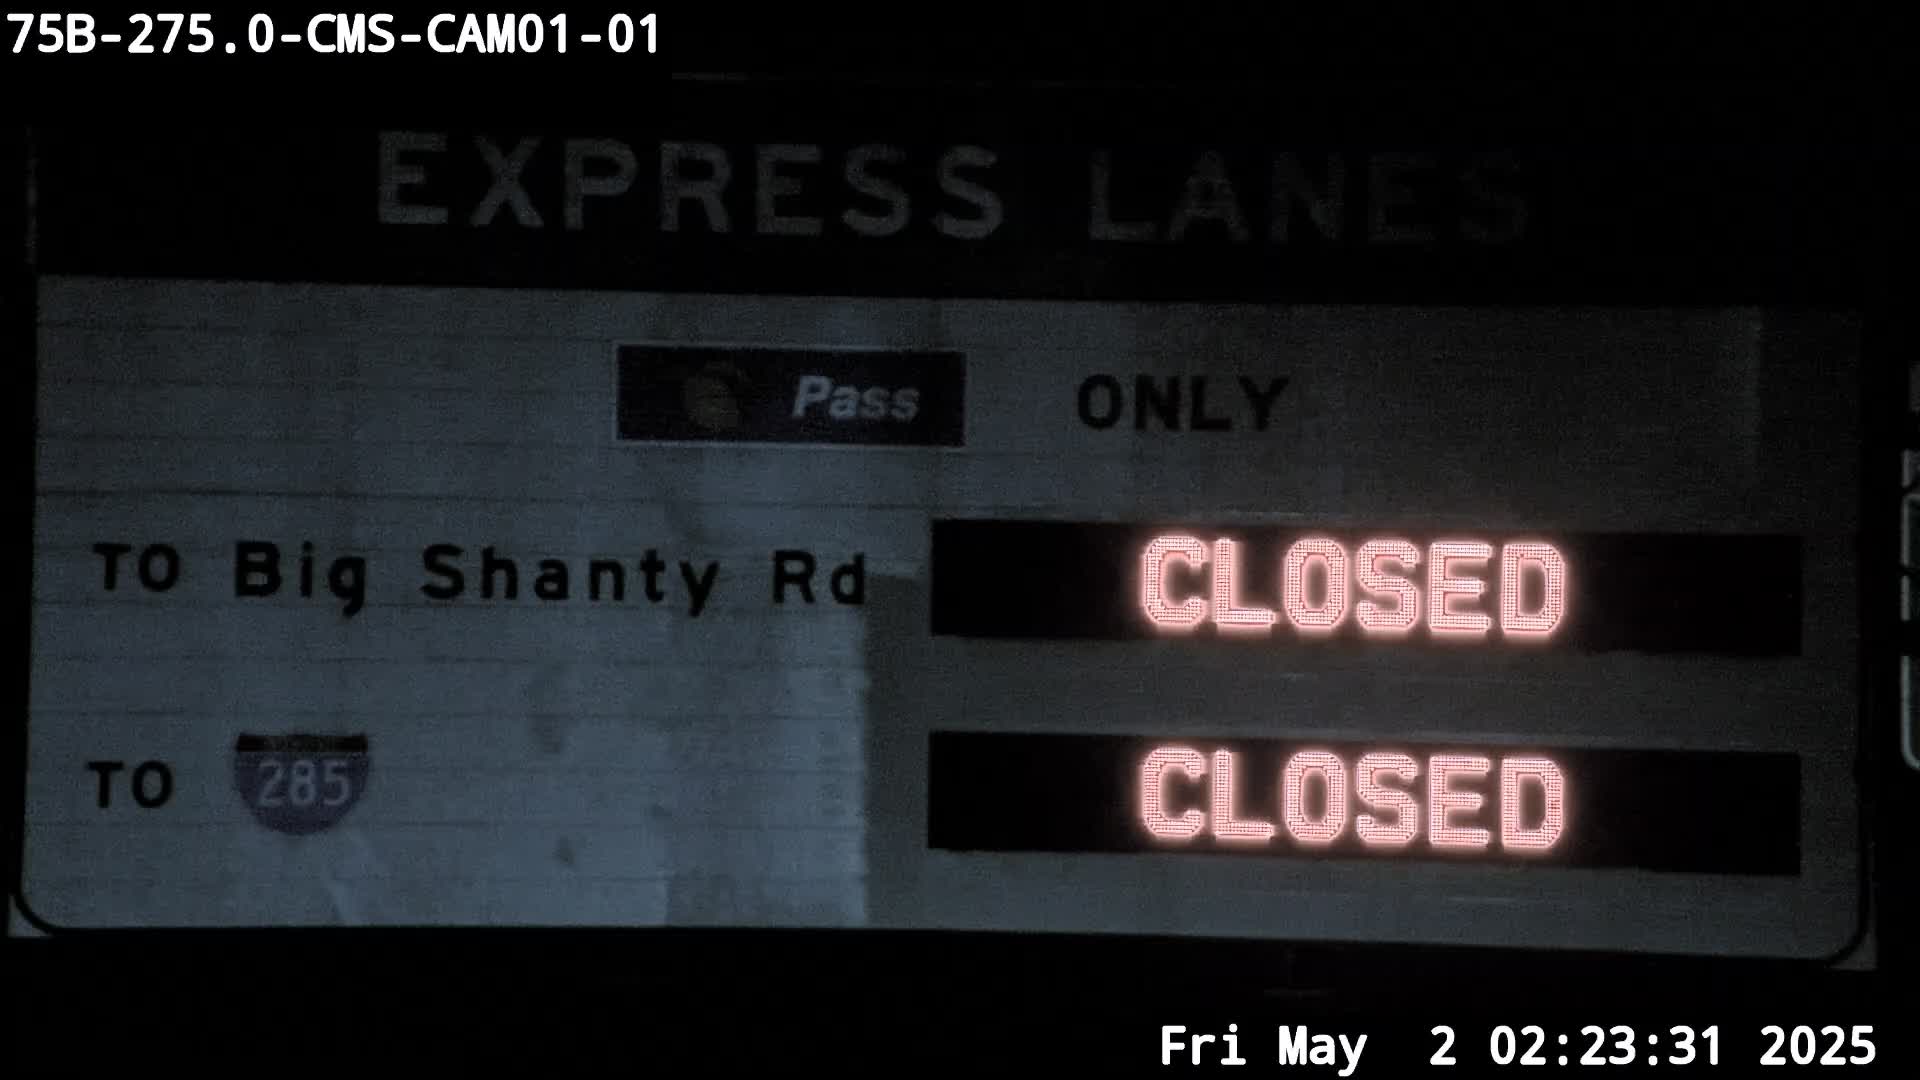 75B-275.0-CMS-CAM01-01
EXPRESS LANES
Pass ONLY
TO Big Shanty Rd CLOSED
TO 285 CLOSED
Fri May 2 02:23:31 2025